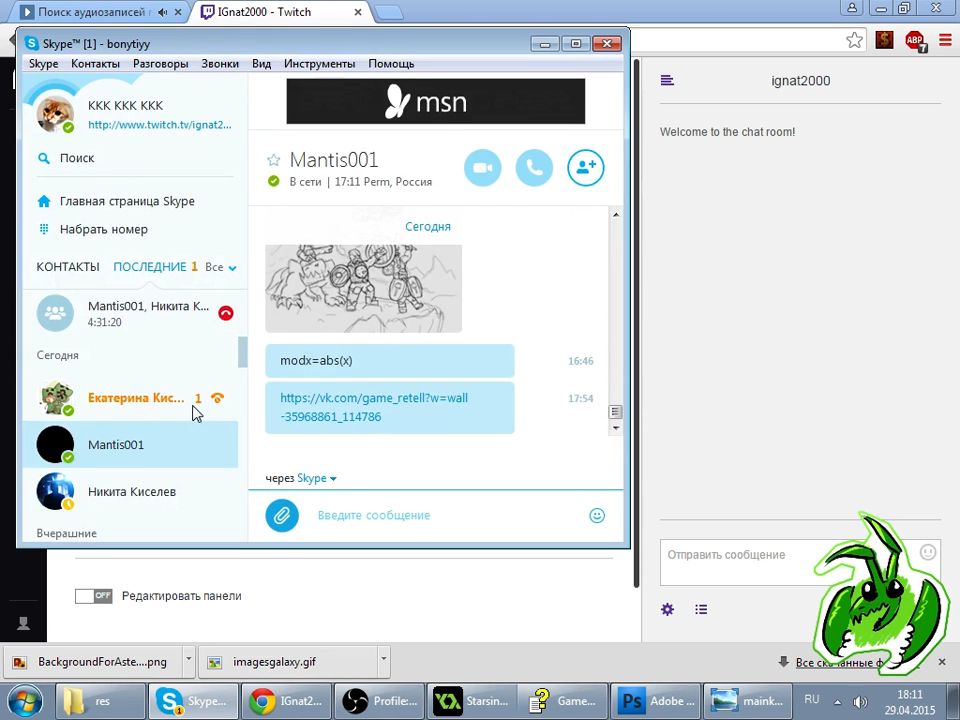 Поиск аудиозаписей
IGnat2000 - Twitch
Skype™ [1] - bonytiyy
Skype Контакты Разговоры Звонки Вид Инструменты Помощь
KKK KKK KKK
http://www.twitch.tv/ignat2...
Поиск
Главная страница Skype
Набрать номер
КОНТАКТЫ ПОСЛЕДНИЕ 1 Все
Mantis001, Никита К...
4:31:20
Сегодня
Екатерина Кис... 1
Mantis001
Никита Киселев
Вчерашние
msn
Mantis001
В сети | 17:11 Perm, Россия
Сегодня
modx=abs(x) 16:46
https://vk.com/game_retell?w=wall 17:54
-35968861_114786
через Skype
Введите сообщение
ABP
7
ignat2000
Welcome to the chat room!
Отправить сообщение
OFF Редактировать панели
BackgroundForAste....png
imagesgalaxy.gif
Все скачанные
res
Skype...
IGnat2...
Profile:...
Starsin...
Game...
Ps Adobe ...
maink...
RU
18:11
29.04.2015